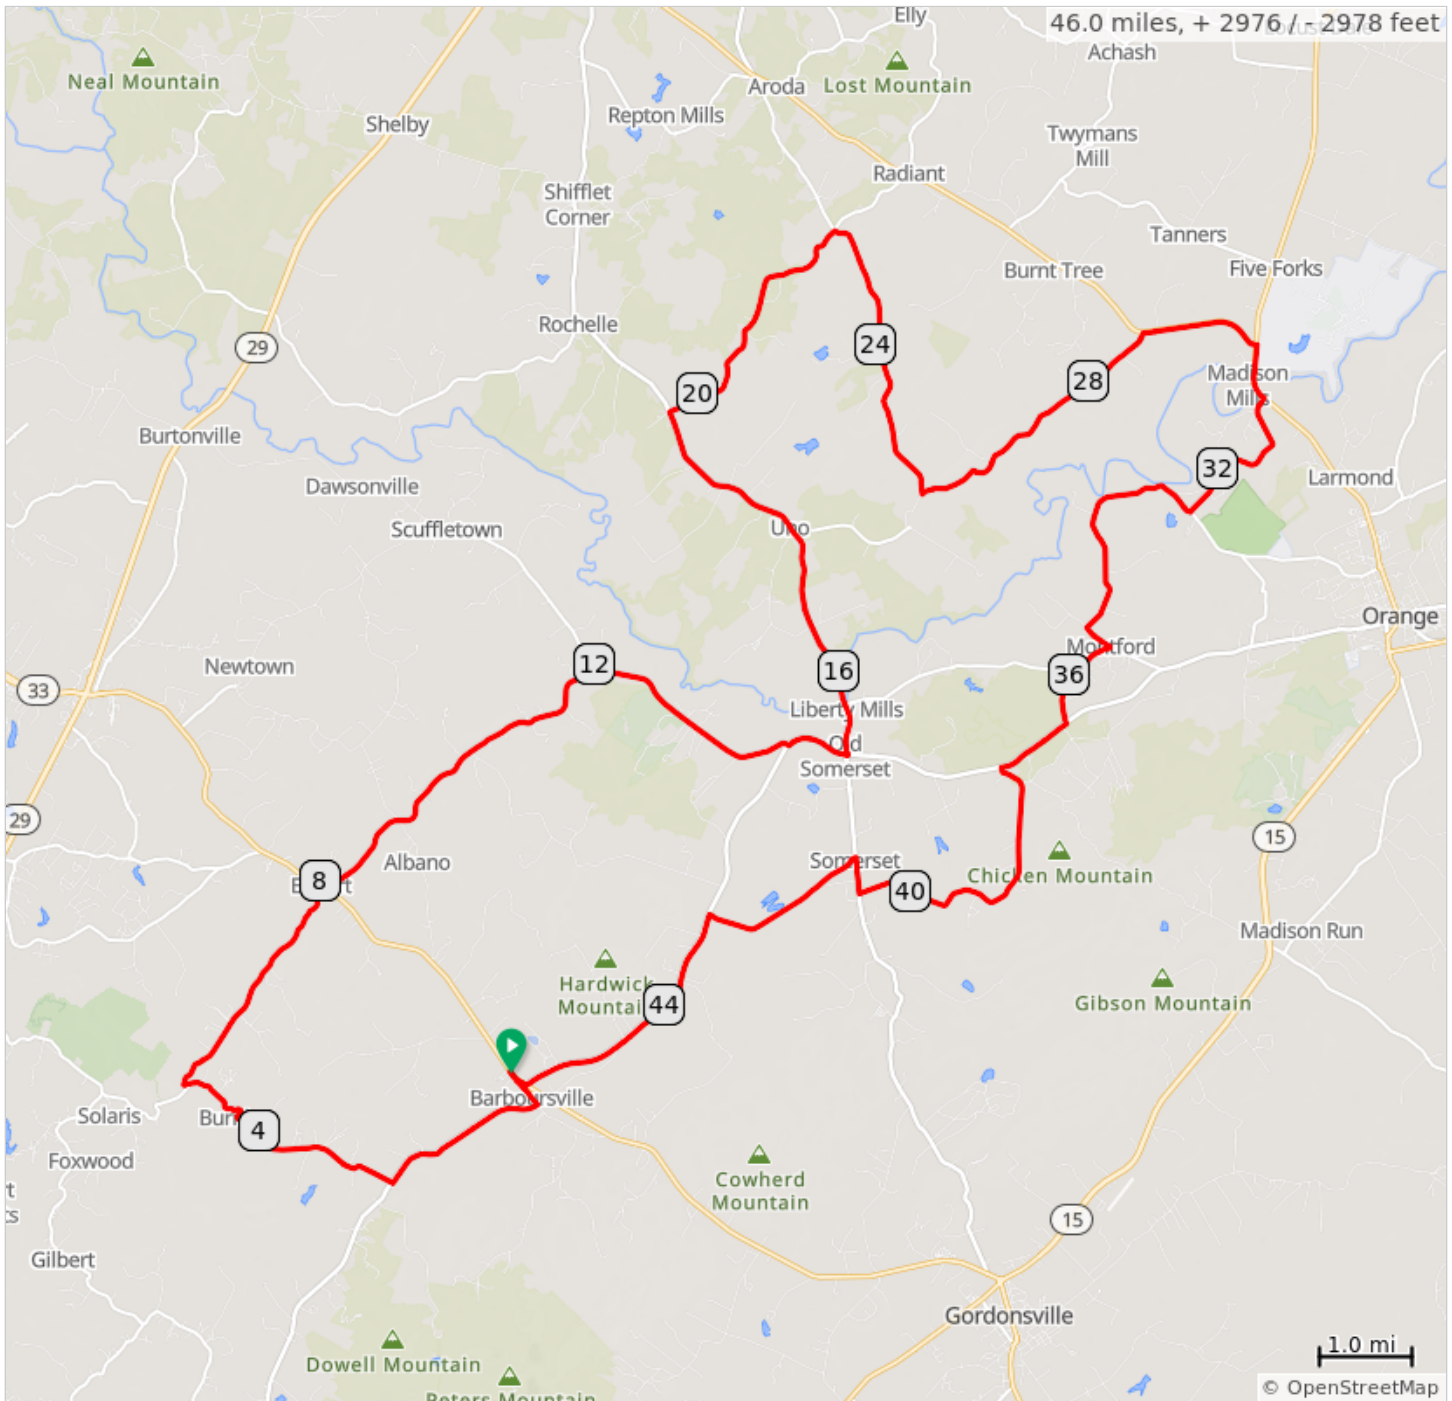 46.0 miles, + 2976 / - 2978 feet
Elly
Achash
Neal Mountain
Aroda
Lost Mountain
Repton Mills
Shelby
Twymans
Mill
Radiant
Shifflet
Corner
Tanners
Burnt Tree
Five Forks
Rochelle
29
24
Madison
Mills
28
20
Burtonville
32
Larmond
Dawsonville
Scuffletown
Uno
Orange
Montford
12
Newtown
16
36
33
Liberty Mills
Old
Somerset
29
15
Somerset
Albano
Chicken Mountain
8
40
Madison Run
Hardwick
Mountain
44
Gibson Mountain
Barboursville
Solaris
4
Foxwood
Cowherd
Mountain
15
Gilbert
Gordonsville
1.0 mi
Dowell Mountain
Peters Mountain
© OpenStreetMap